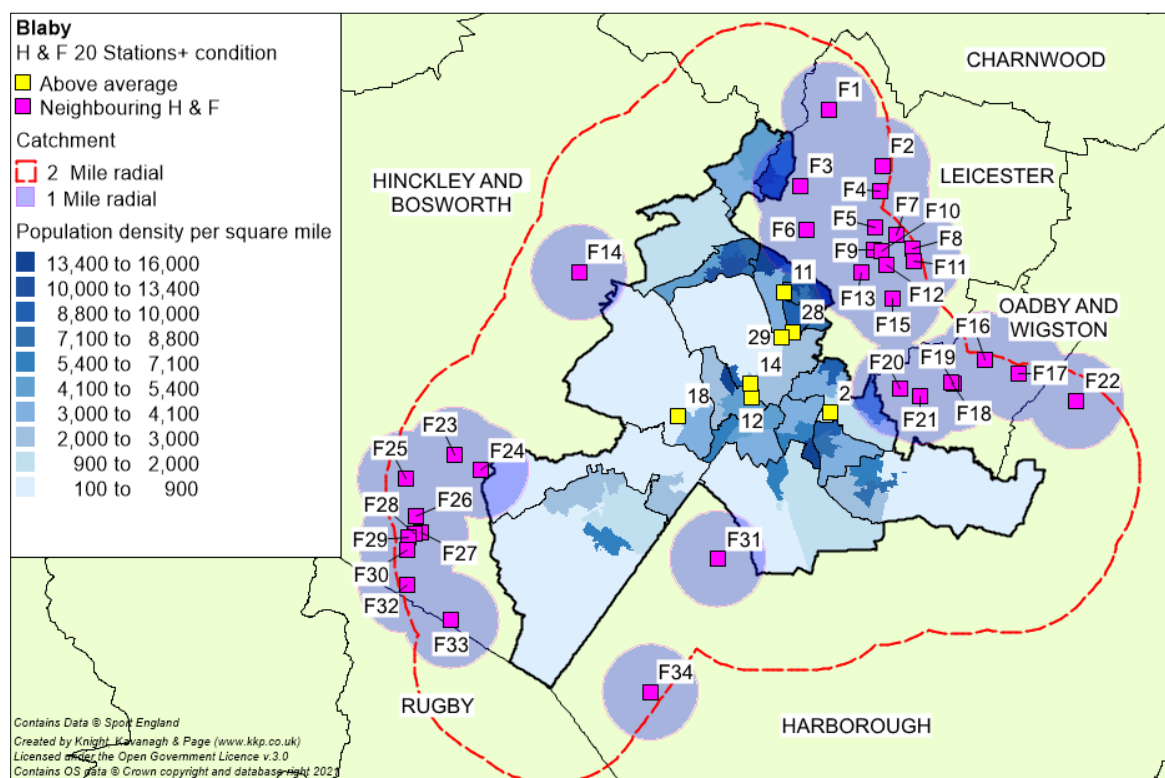 Blaby
H & F 20 Stations+ condition
Above average
Neighbouring H & F
Catchment
2 Mile radial
1 Mile radial
Population density per square mile
13,400 to 16,000
10,000 to 13,400
8,800 to 10,000
7,100 to 8,800
5,400 to 7,100
4,100 to 5,400
3,000 to 4,100
2,000 to 3,000
900 to 2,000
100 to 900
CHARNWOOD
F1
F2
F3
LEICESTER
HINCKLEY AND
BOSWORTH
F4
F5
F7
F10
F6
F8
F9
F14
F11
11
F13
F12
F15
OADBY AND
WIGSTON
28
29
F16
F20
F19
F17
14
F22
18
2
F21
F18
12
F23
F25
F24
F26
F28
F29
F27
F31
F30
F32
F33
F34
RUGBY
HARBOROUGH
Contains Data © Sport England
Created by Knight, Kavanagh & Page (www.kkp.co.uk)
Licensed under the Open Government Licence v.3.0
Contains OS data © Crown copyright and database right 2021